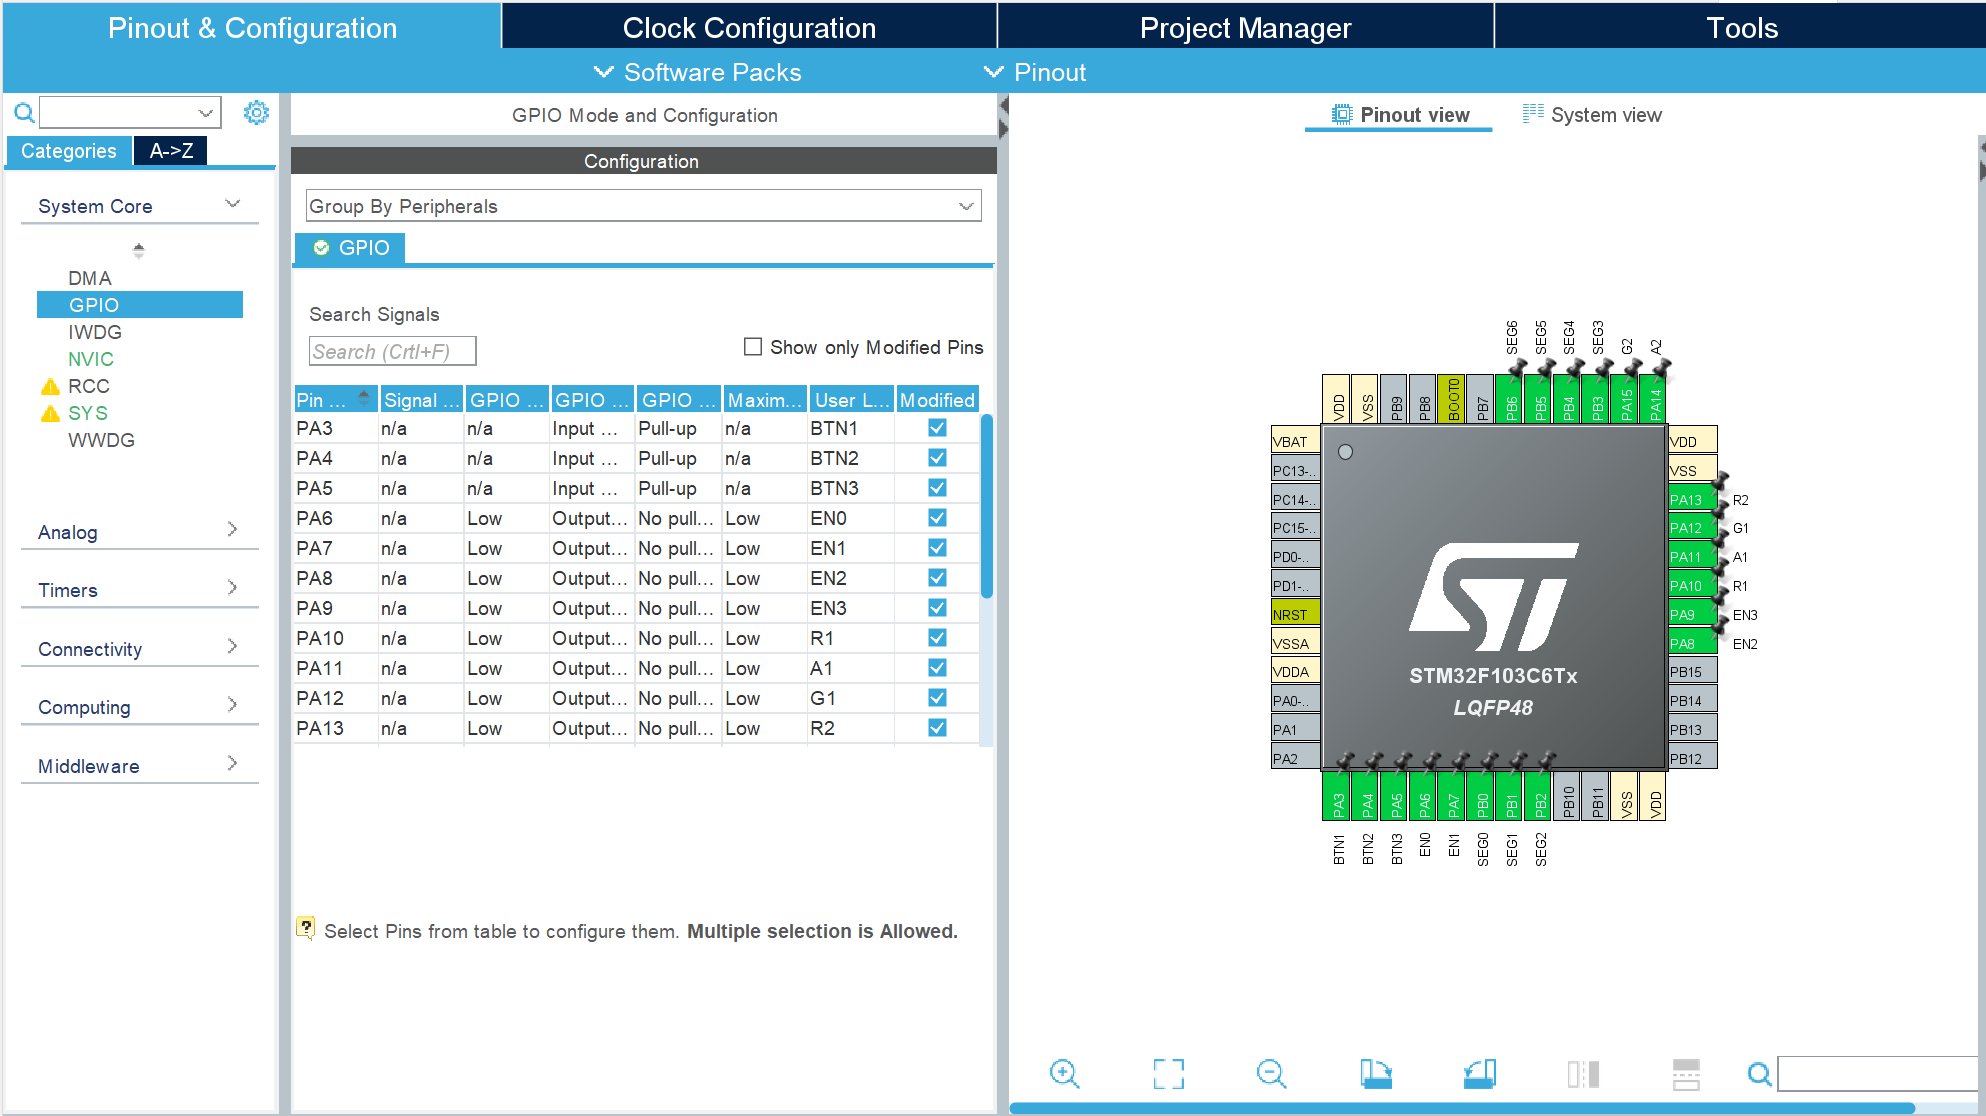 Pinout & Configuration
Clock Configuration
Project Manager
Tools
Software Packs
Pinout
Categories
A->Z
System Core
DMA
GPIO
IWDG
NVIC
RCC
SYS
WWDG
Analog
Timers
Connectivity
Computing
Middleware
GPIO Mode and Configuration
Configuration
Group By Peripherals
GPIO
Search Signals
Search (Crtl+F)
Show only Modified Pins
Pin ... Signal ... GPIO ... GPIO ... GPIO ... Maxim... User L... Modified
PA3 n/a n/a Input ... Pull-up n/a BTN1
PA4 n/a n/a Input ... Pull-up n/a BTN2
PA5 n/a n/a Input ... Pull-up n/a BTN3
PA6 n/a Low Output... No pull... Low EN0
PA7 n/a Low Output... No pull... Low EN1
PA8 n/a Low Output... No pull... Low EN2
PA9 n/a Low Output... No pull... Low EN3
PA10 n/a Low Output... No pull... Low R1
PA11 n/a Low Output... No pull... Low A1
PA12 n/a Low Output... No pull... Low G1
PA13 n/a Low Output... No pull... Low R2
Select Pins from table to configure them. Multiple selection is Allowed.
Pinout view
System view
SEG6 SEG5 SEG4 SEG3 G2 A2
VDD VSS PB9 PB8 BOOT0 PB7 PB6 PB5 PB4 PB3 PA15 PA14
VBAT
PC13-..
PC14-..
PC15-..
PD0-..
PD1-..
NRST
VSSA
VDDA
PA0-..
PA1
PA2
ST
STM32F103C6Tx
LQFP48
VDD
VSS
PA13 R2
PA12 G1
PA11 A1
PA10 R1
PA9 EN3
PA8 EN2
PB15
PB14
PB13
PB12
PA3 PA4 PA5 PA6 PA7 PB0 PB1 PB2 PB10 PB11 VSS VDD
BTN1 BTN2 BTN3 EN0 EN1 SEG0 SEG1 SEG2